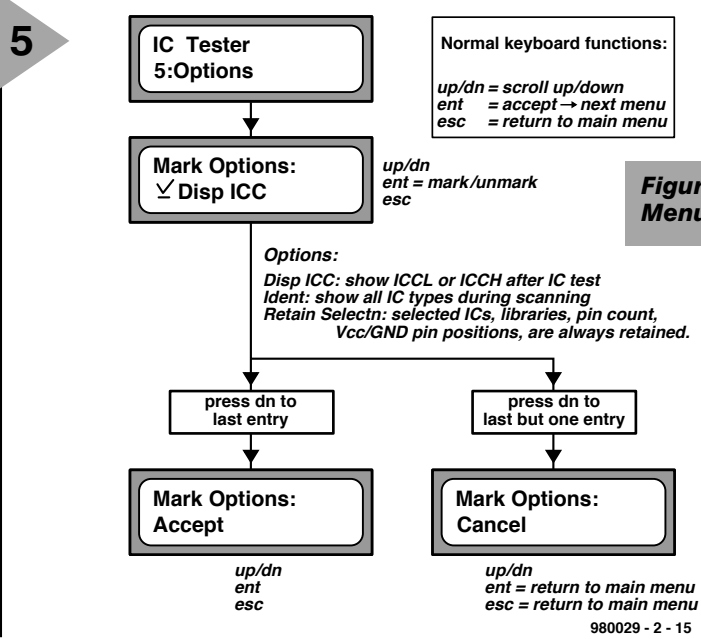 5
IC Tester
5:Options
Normal keyboard functions:
up/dn = scroll up/down
ent = accept → next menu
esc = return to main menu
Mark Options:
Disp ICC
up/dn
ent = mark/unmark
esc
Options:
Disp ICC: show ICCL or ICCH after IC test
Ident: show all IC types during scanning
Retain Selectn: selected ICs, libraries, pin count,
Vcc/GND pin positions, are always retained.
press dn to
last entry
press dn to
last but one entry
Mark Options:
Accept
up/dn
ent
esc
Mark Options:
Cancel
up/dn
ent = return to main menu
esc = return to main menu
980029 - 2 - 15